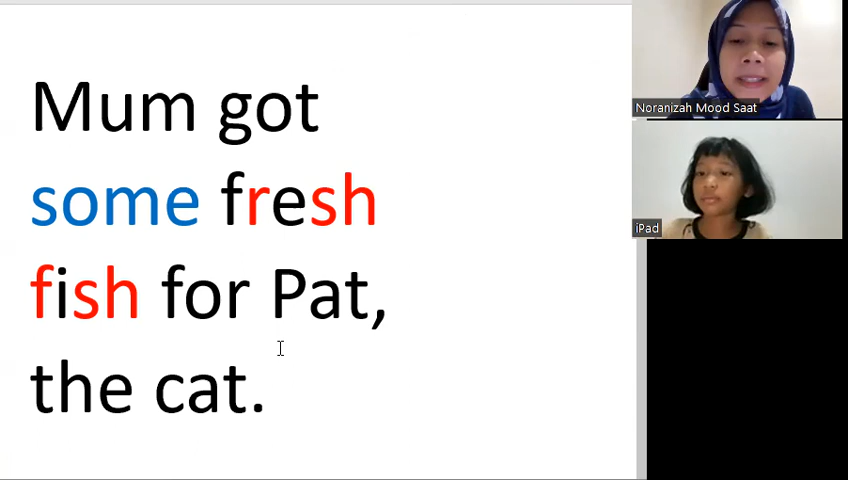 Mum got
some fresh
fish for Pat,
the cat.
Noranizah Mood Saat
iPad